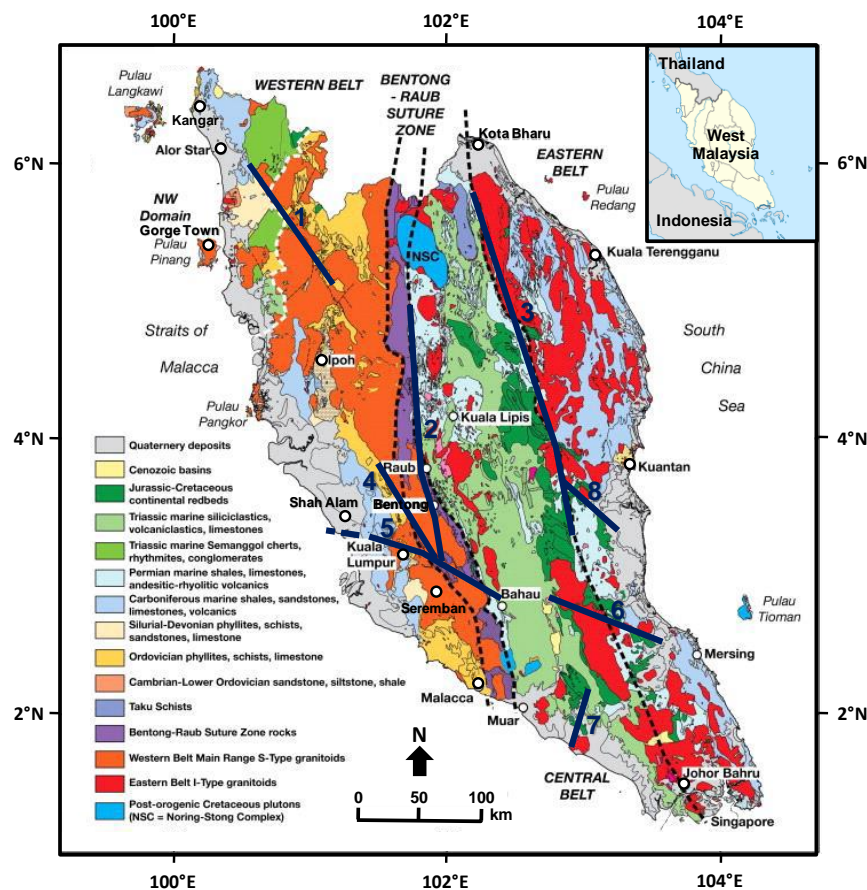 100°E
102°E
104°E
Pulau
Langkawi
WESTERN BELT
BENTONG
- RAUB
SUTURE
ZONE
Thailand
West
Malaysia
Indonesia
Kangar
Kota Bharu
Alor Star
6°N
6°N
EASTERN
BELT
Pulau
Redang
NW
Domain
Gorge Town
Pulau
Pinang
1
NSC
Kuala Terengganu
3
Straits of
Malacca
South
China
Sea
Ipoh
Pulau
Pangkor
Kuala Lipis
2
4°N
4°N
Raub
Kuantan
4
8
Bentong
Shah Alam
5
Kuala
Lumpur
Bahau
Seremban
6
Pulau
Tioman
Mersing
Malacca
Muar
2°N
2°N
7
N
CENTRAL
BELT
Johor Bahru
Singapore
0
50
100
km
Quaternery deposits
Cenozoic basins
Jurassic-Cretaceous
continental redbeds
Triassic marine siliciclastics,
volcaniclastics, limestones
Triassic marine Semanggol cherts,
rhythmites, conglomerates
Permian marine shales, limestones,
andesitic-rhyolitic volcanics
Carboniferous marine shales, sandstones,
limestones, volcanics
Silurial-Devonian phyllites, schists,
sandstones, limestone
Ordovician phyllites, schists, limestone
Cambrian-Lower Ordovician sandstone, siltstone, shale
Taku Schists
Bentong-Raub Suture Zone rocks
Western Belt Main Range S-Type granitoids
Eastern Belt I-Type granitoids
Post-orogenic Cretaceous plutons
(NSC = Noring-Stong Complex)
100°E
102°E
104°E